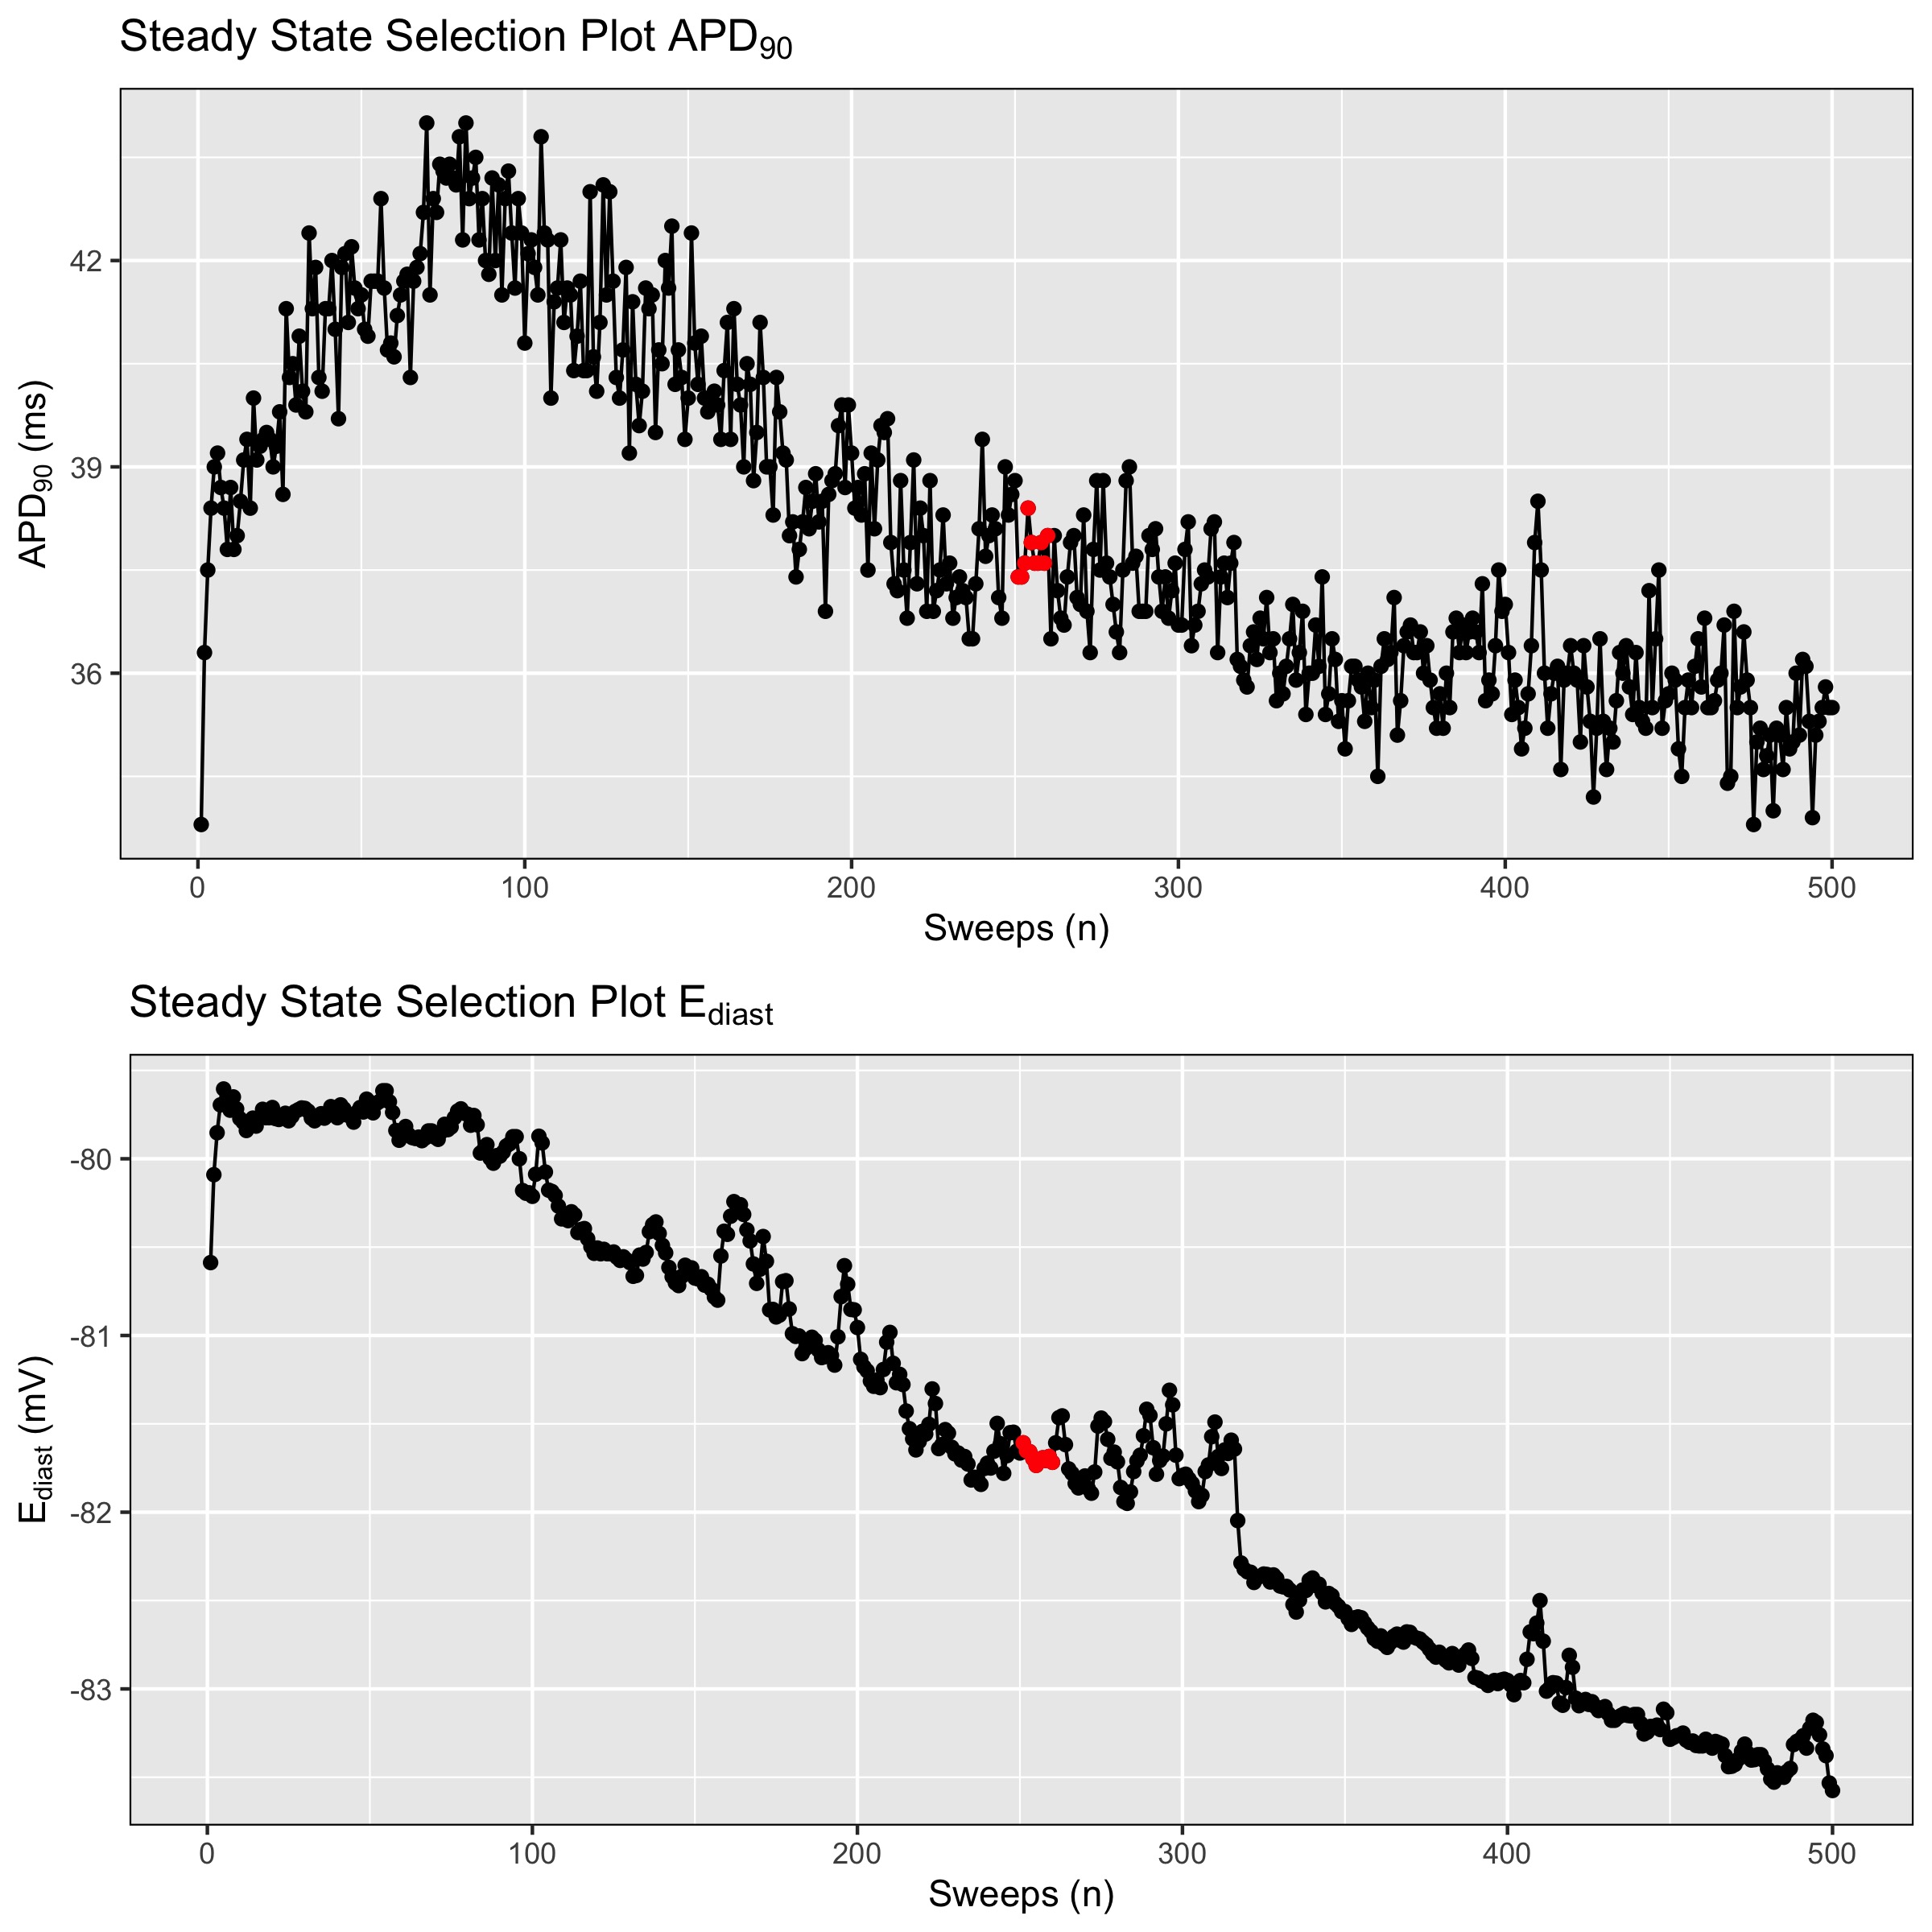 Steady State Selection Plot APD90
42
39
36
APD90 (ms)
0 100 200 300 400 500
Sweeps (n)
Steady State Selection Plot Ediast
-80
-81
-82
-83
Ediast (mV)
0 100 200 300 400 500
Sweeps (n)